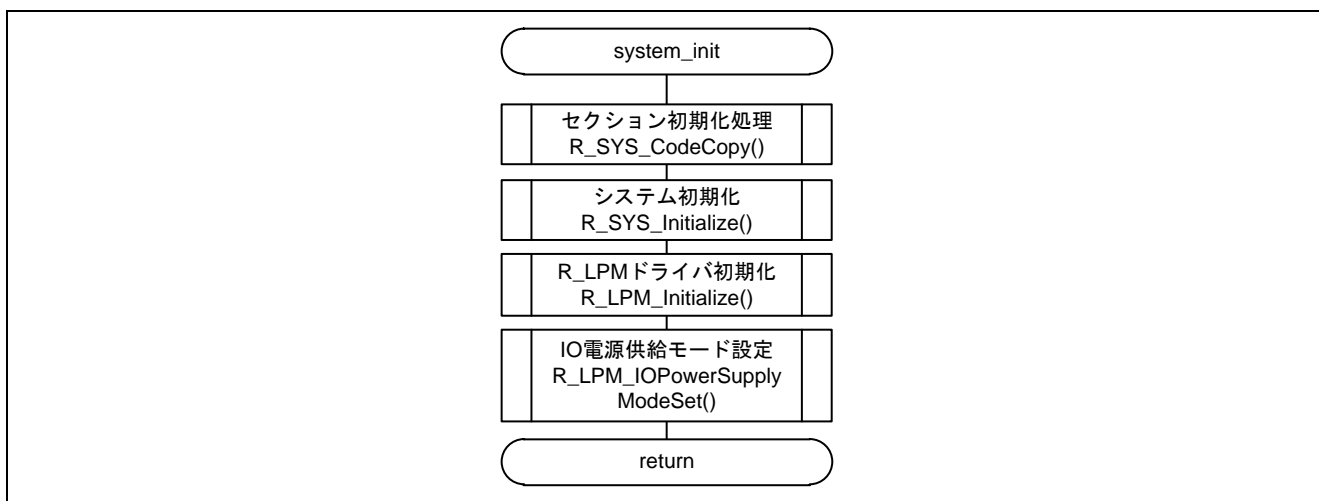 system_init
セクション初期化処理
R_SYS_CodeCopy()
システム初期化
R_SYS_Initialize()
R_LPMドライバ初期化
R_LPM_Initialize()
IO電源供給モード設定
R_LPM_IOPowerSupply
ModeSet()
return